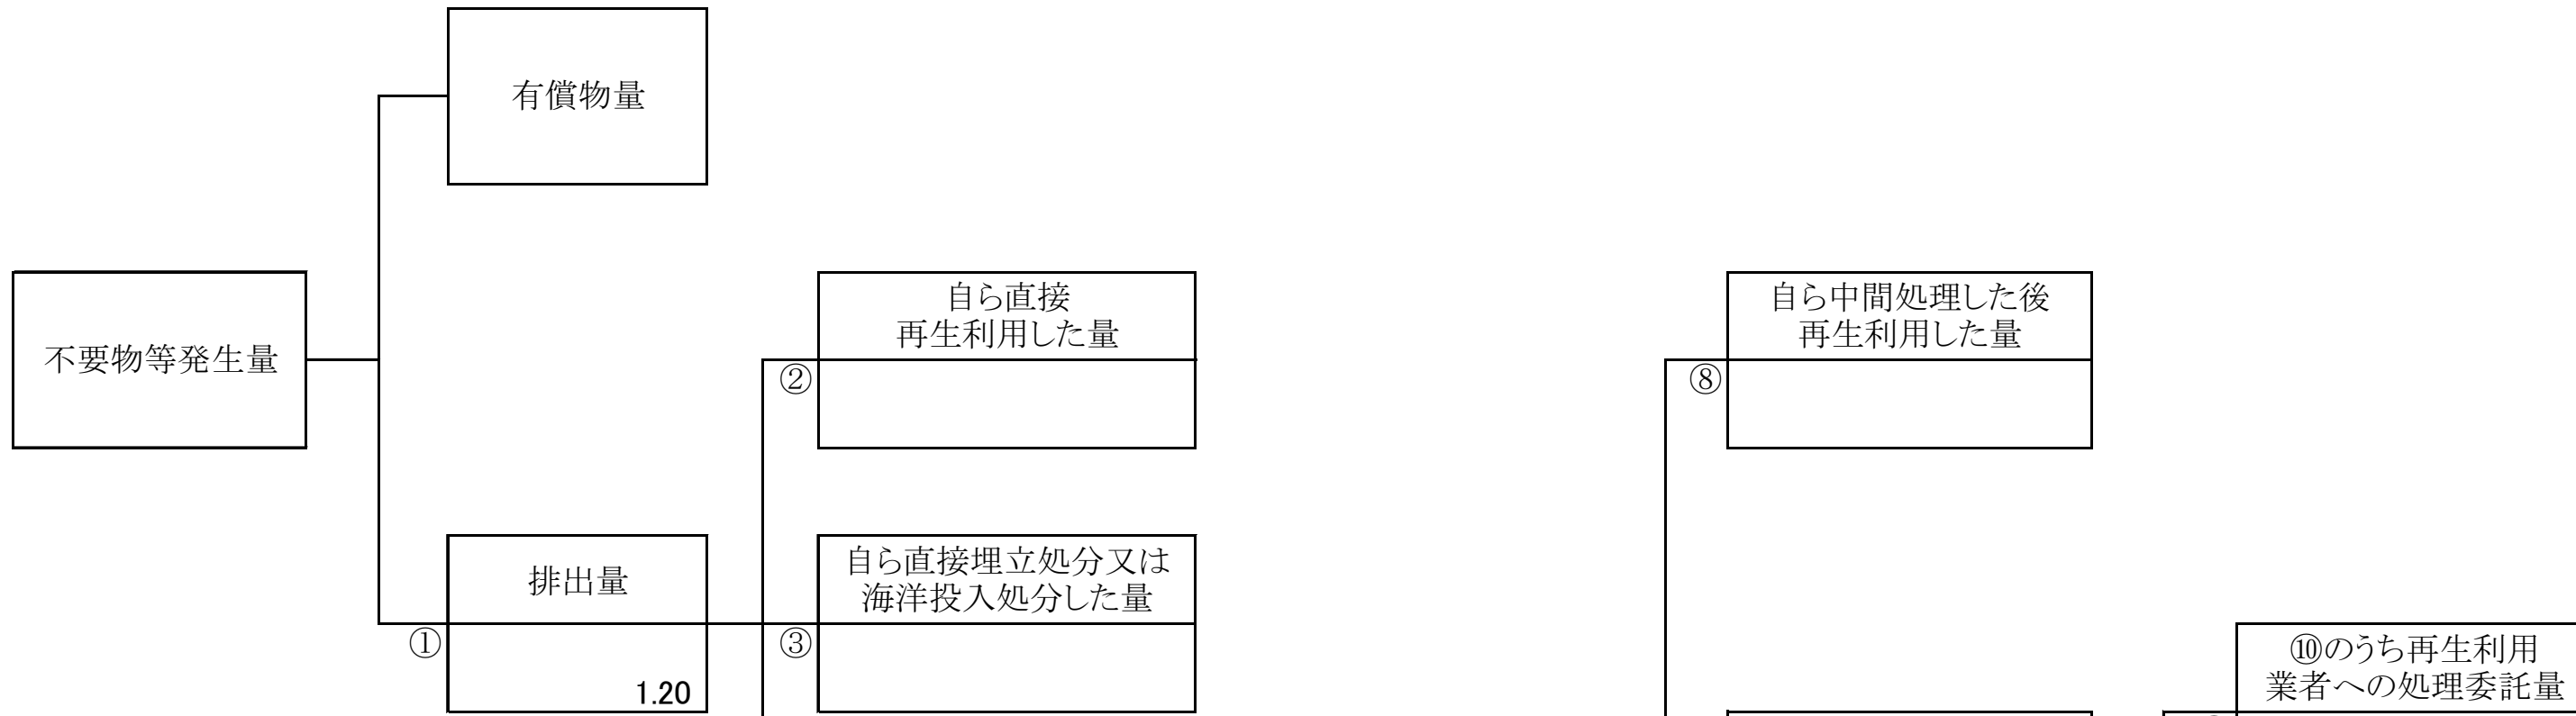 有償物量
不要物等発生量
自ら直接
再生利用した量
②
自ら中間処理した後
再生利用した量
⑧
排出量
①
1.20
自ら直接埋立処分又は
海洋投入処分した量
③
⑩のうち再生利用
業者への処理委託量